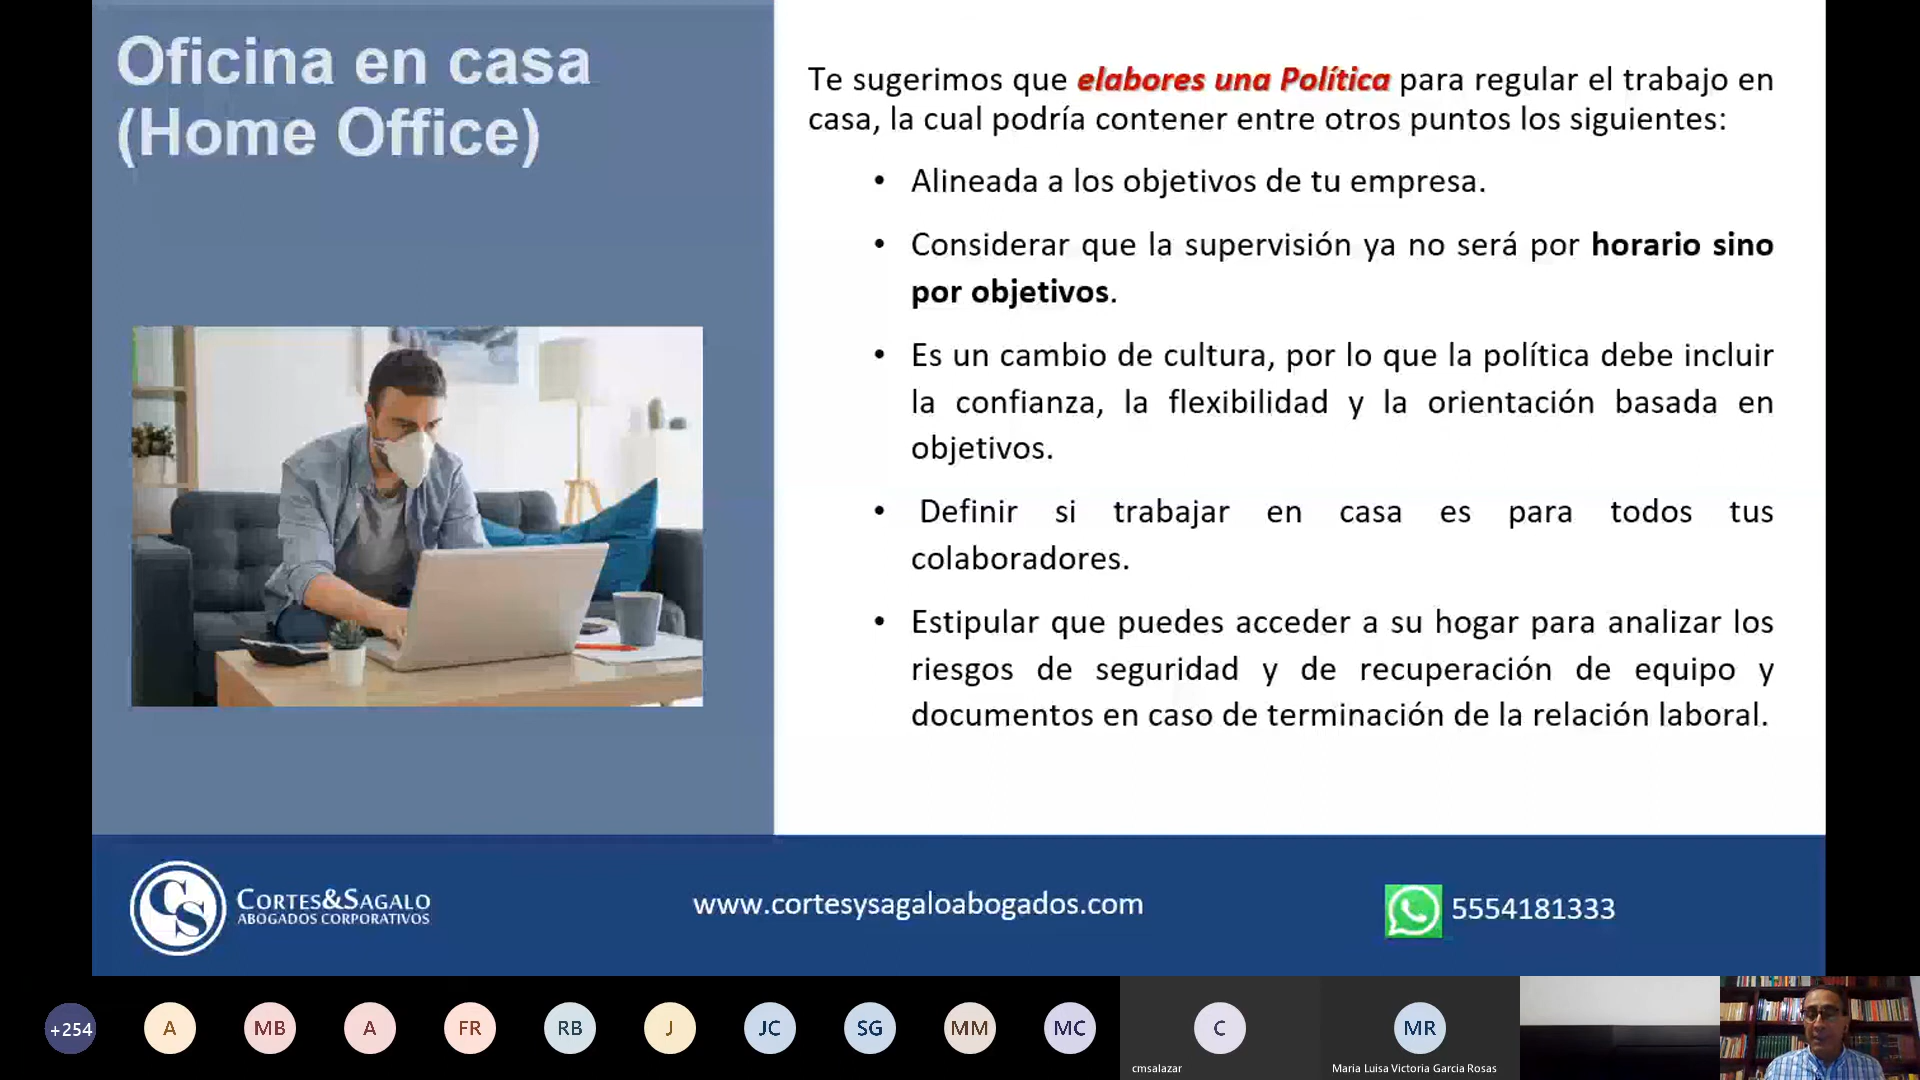 Oficina en casa
(Home Office)
Te sugerimos que elabores una Política para regular el trabajo en
casa, la cual podría contener entre otros puntos los siguientes:
• Alineada a los objetivos de tu empresa.
• Considerar que la supervisión ya no será por horario sino
por objetivos.
• Es un cambio de cultura, por lo que la política debe incluir
la confianza, la flexibilidad y la orientación basada en
objetivos.
• Definir si trabajar en casa es para todos tus
colaboradores.
• Estipular que puedes acceder a su hogar para analizar los
riesgos de seguridad y de recuperación de equipo y
documentos en caso de terminación de la relación laboral.
CS
CORTES&SAGALO
ABOGADOS CORPORATIVOS
www.cortesysagaloabogados.com
5554181333
+254
A
MB
A
FR
RB
J
JC
SG
MM
MC
C
MR
cmsalazar
Maria Luisa Victoria Garcia Rosas